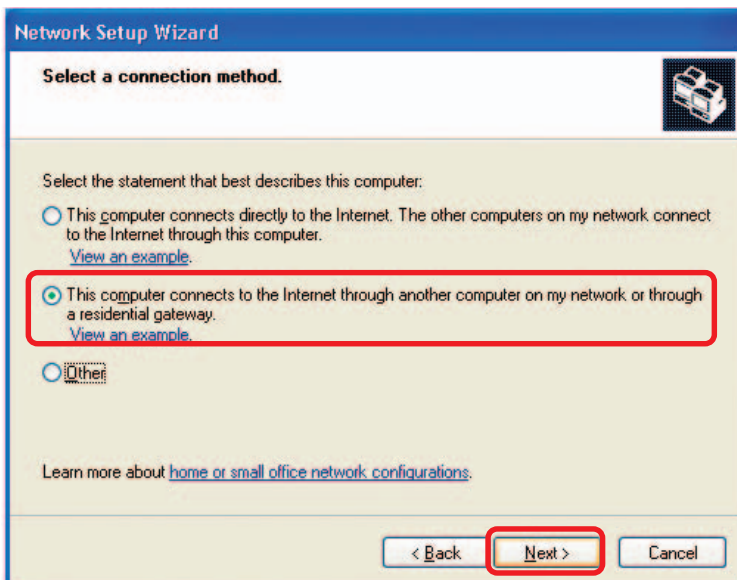 Network Setup Wizard
Select a connection method.
Select the statement that best describes this computer:
This computer connects directly to the Internet. The other computers on my network connect
to the Internet through this computer.
View an example.
This computer connects to the Internet through another computer on my network or through
a residential gateway.
View an example.
Other
Learn more about home or small office network configurations.
< Back
Next >
Cancel